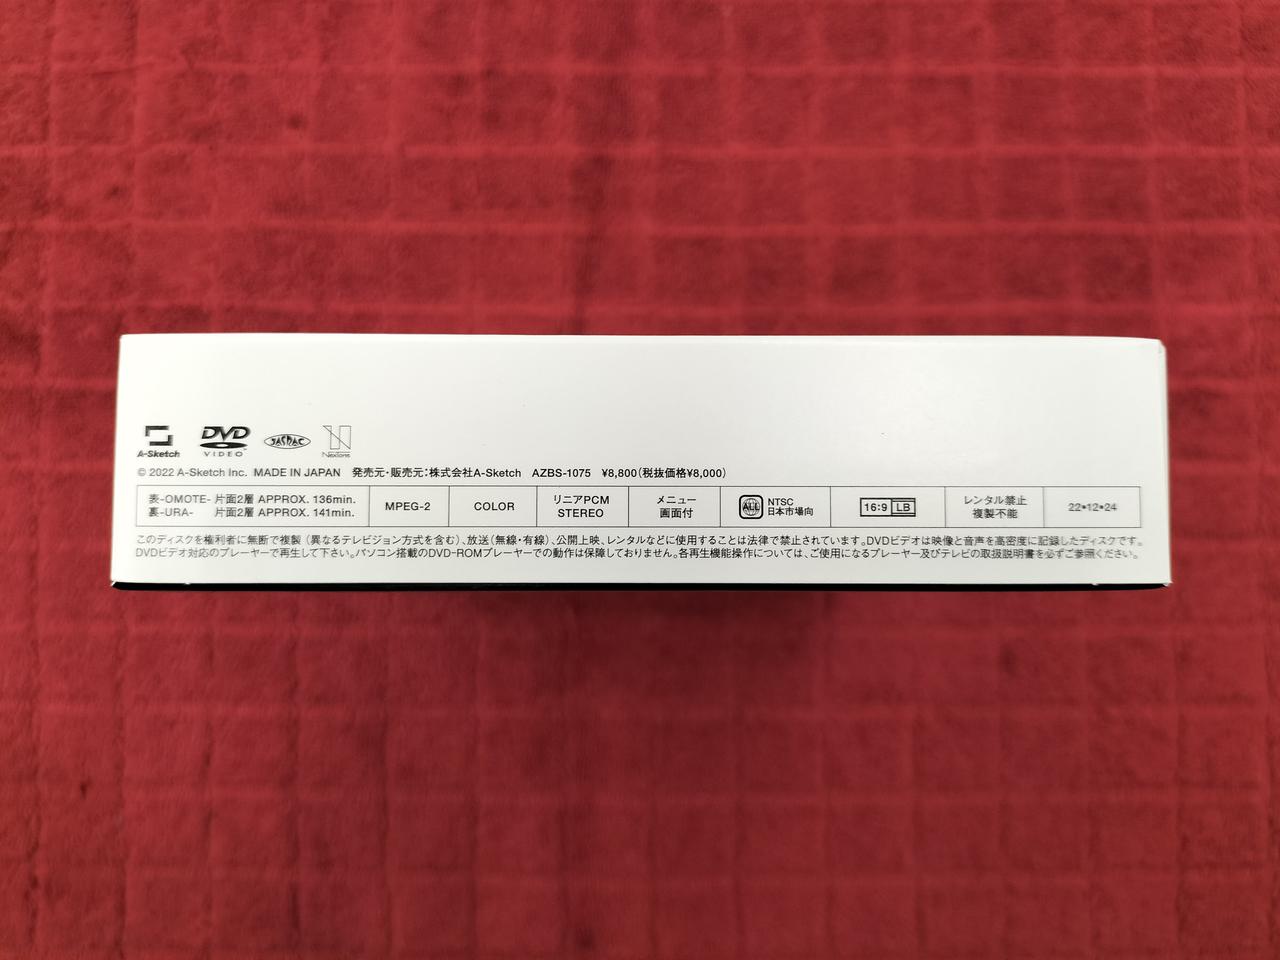 A-Sketch
DVD
VIDEO
JASRAC
Nexions
© 2022 A-Sketch Inc. MADE IN JAPAN 発売元・販売元:株式会社A-Sketch AZBS-1075 ¥8,800(税抜価格¥8,000)
表-OMOTE- 片面2層 APPROX. 136min.
裏-URA- 片面2層 APPROX. 141min.
MPEG-2
COLOR
リニアPCM
STEREO
メニュー
画面付
ALL
NTSC
日本市場向
16:9 LB
レンタル禁止
複製不能
22•12•24
このディスクを権利者に無断で複製(異なるテレビジョン方式を含む)、放送(無線・有線)、公開上映、レンタルなどに使用することは法律で禁止されています。DVDビデオは映像と音声を高密度に記録したディスクです。
DVDビデオ対応のプレーヤーで再生して下さい。パソコン搭載のDVD-ROMプレーヤーでの動作は保障しておりません。各再生機能操作については、ご使用になるプレーヤー及びテレビの取扱説明書を必ずご参照ください。